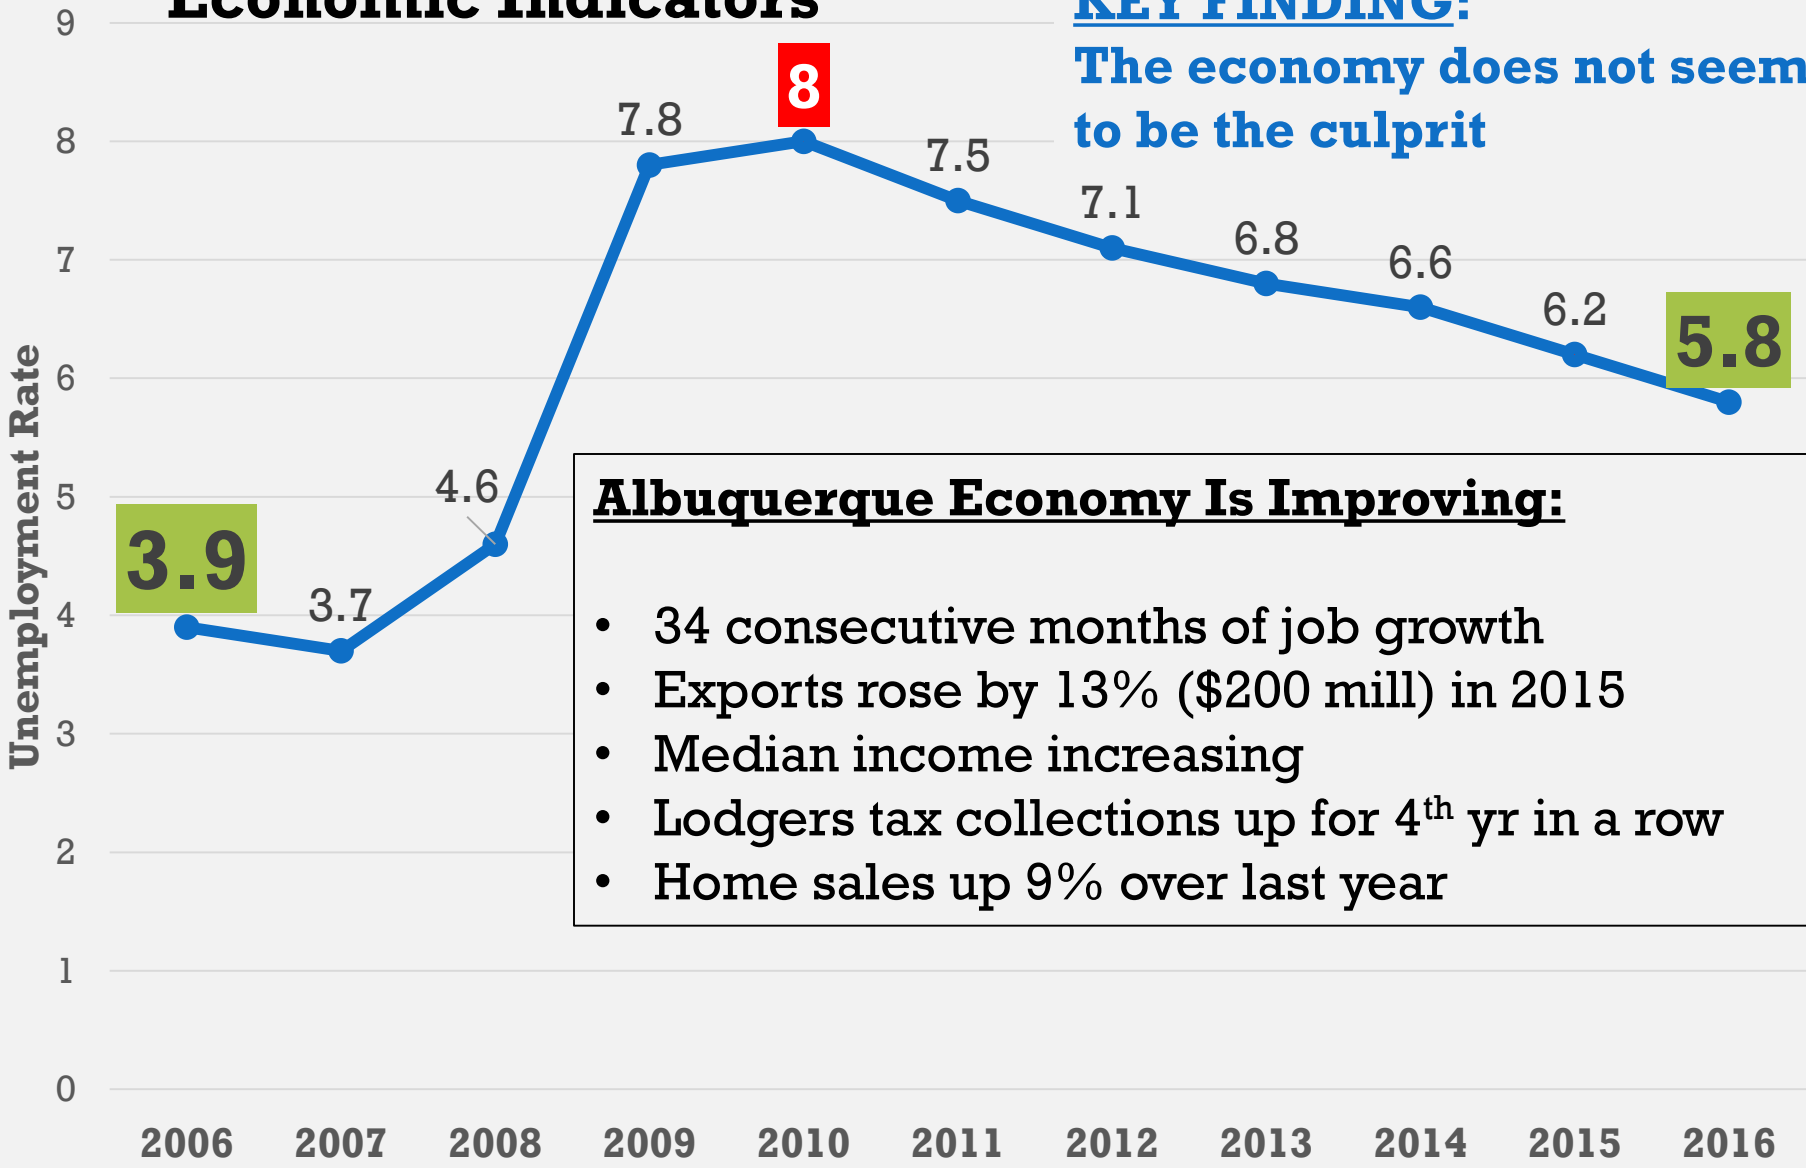 Economic Indicators
KEY FINDING:
The economy does not seem
to be the culprit
Unemployment Rate
9
8
7
6
5
4
3
2
1
0
3.9
3.7
4.6
7.8
8
7.5
7.1
6.8
6.6
6.2
5.8
Albuquerque Economy Is Improving:
• 34 consecutive months of job growth
• Exports rose by 13% ($200 mill) in 2015
• Median income increasing
• Lodgers tax collections up for 4th yr in a row
• Home sales up 9% over last year
2006 2007 2008 2009 2010 2011 2012 2013 2014 2015 2016